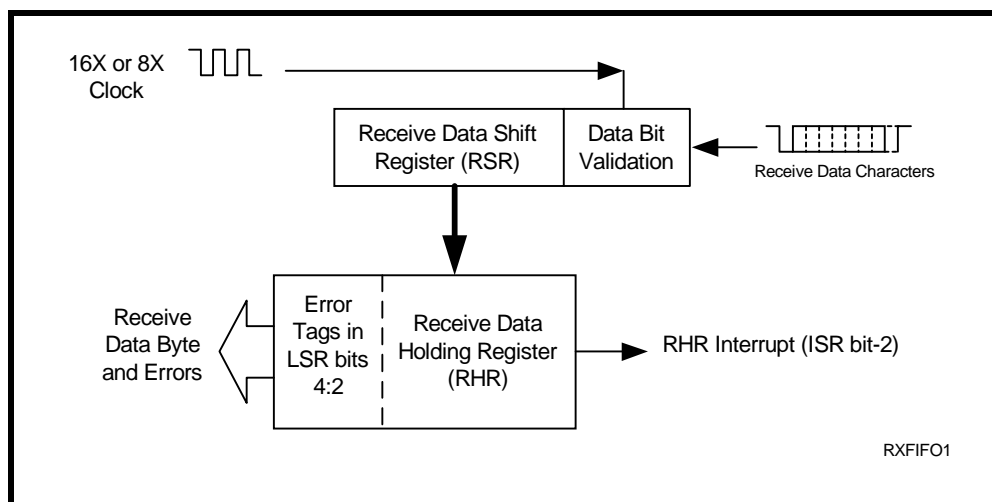 16X or 8X
Clock
Receive Data Shift
Register (RSR)
Data Bit
Validation
Receive Data Characters
Receive
Data Byte
and Errors
Error
Tags in
LSR bits
4:2
Receive Data
Holding Register
(RHR)
RHR Interrupt (ISR bit-2)
RXFIFO1